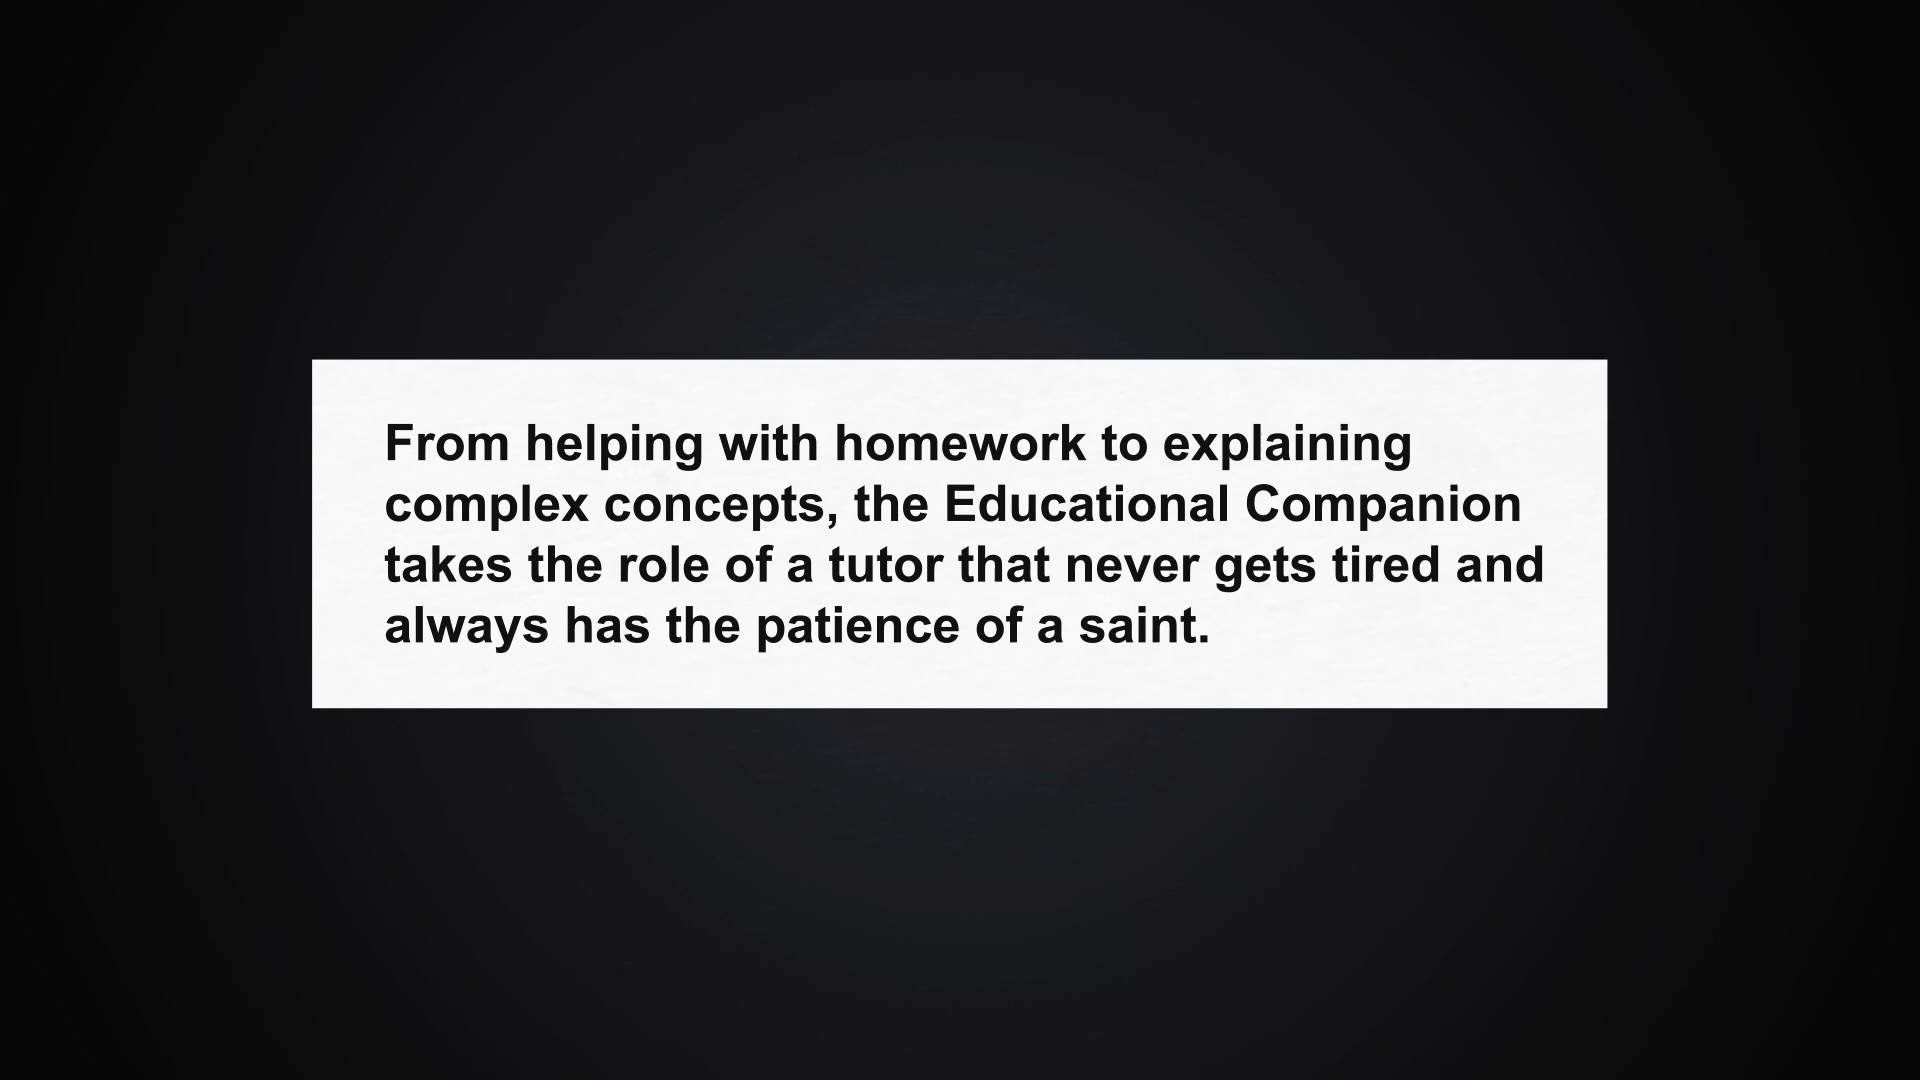 From helping with homework to explaining
complex concepts, the Educational Companion
takes the role of a tutor that never gets tired and
always has the patience of a saint.